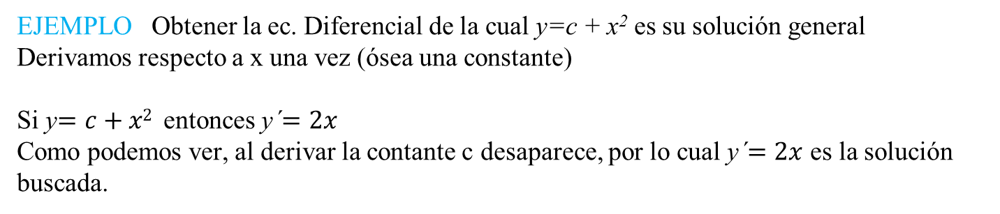 EJEMPLO Obtener la ec. Diferencial de la cual y=c + x² es su solución general
Derivamos respecto a x una vez (ósea una constante)
Si y= c + x² entonces y´= 2x
Como podemos ver, al derivar la contante c desaparece, por lo cual y´= 2x es la solución
buscada.